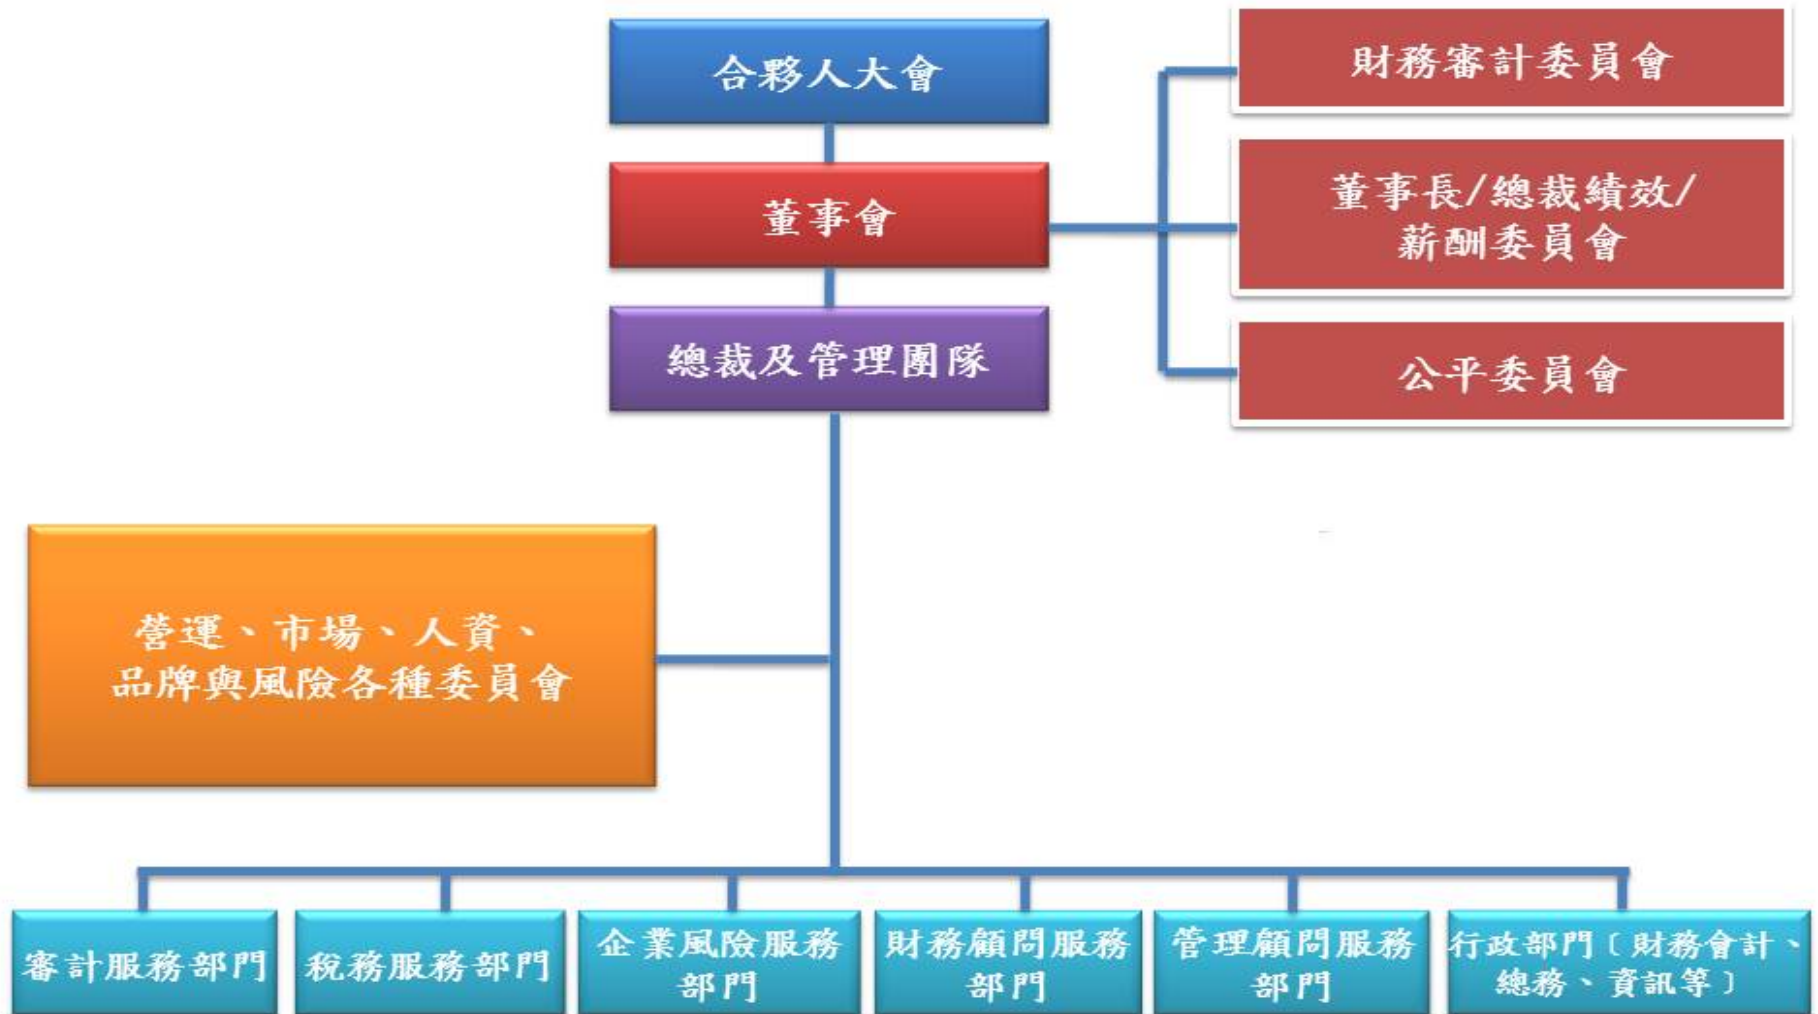 合夥人大會
財務審計委員會
董事會
董事長/總裁績效/
薪酬委員會
總裁及管理團隊
公平委員會
營運、市場、人資、
品牌與風險各種委員會
審計服務部門
稅務服務部門
企業風險服務
部門
財務顧問服務
部門
管理顧問服務
部門
行政部門〔財務會計、
總務、資訊等〕